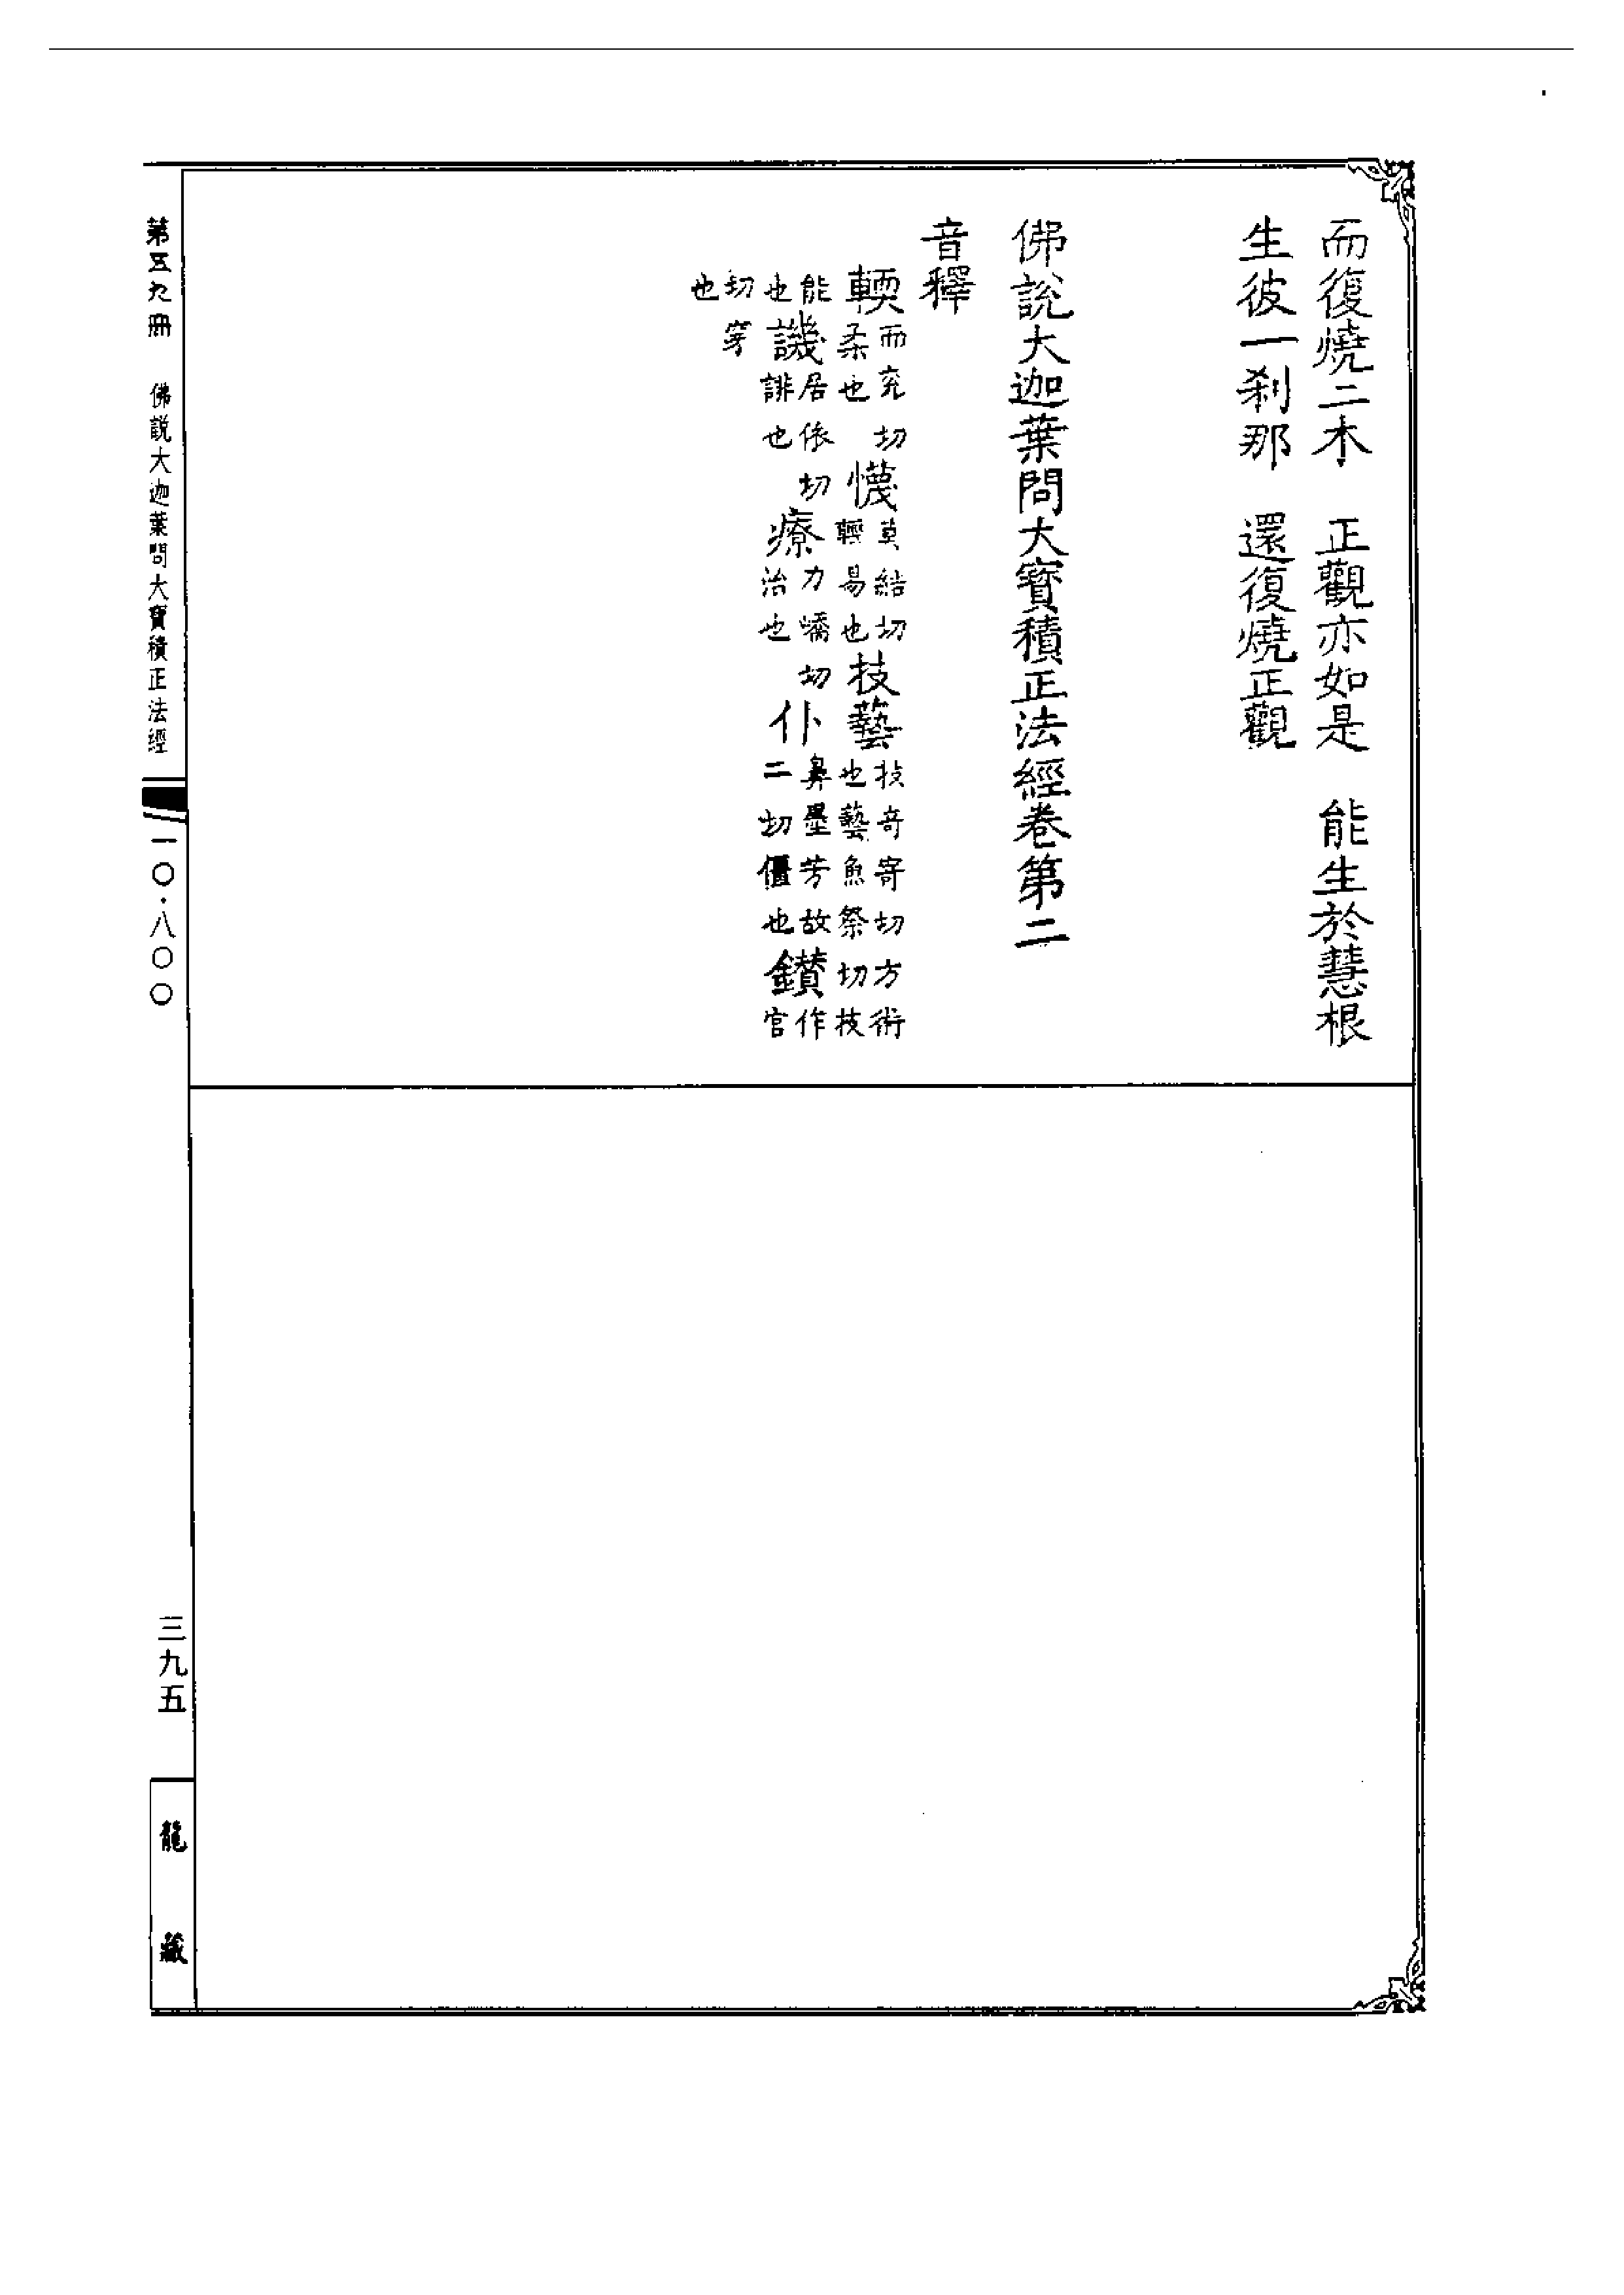 而復燒二木　正觀亦如是　能生於慧根
生彼一剎那　還復燒正觀
佛說大迦葉問大寶積正法經卷第二
音釋
輭而兖切柔也　懱莫結切輕易也技藝技奇寄切方術也藝魚祭切技
能也譏居依切誹也療力嶠切治也仆鼻墨芳故二切僵也鑽作官
切穿也
第五九冊　佛說大迦葉問大寶積正法經
一〇·八〇〇
三九五
龍藏